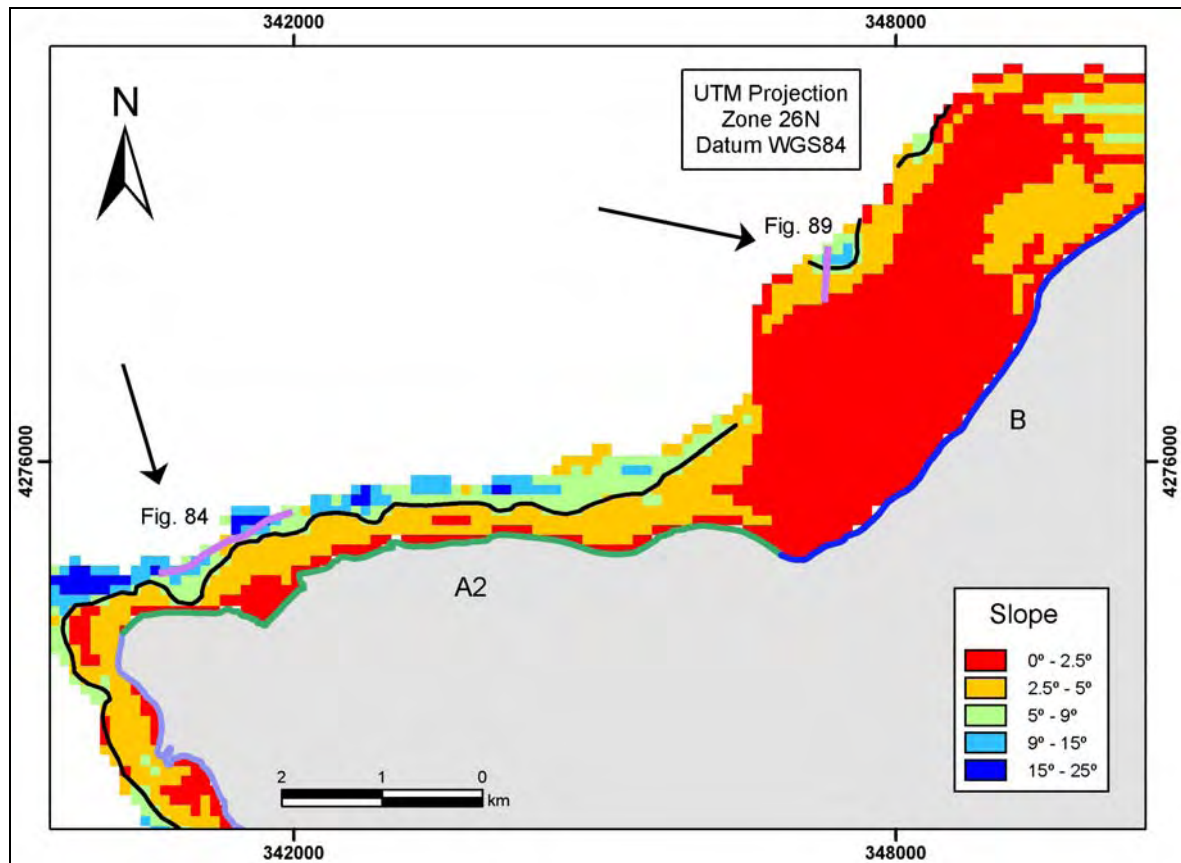 342000
348000
N
UTM Projection
Zone 26N
Datum WGS84
Fig. 89
4276000
4276000
B
Fig. 84
A2
Slope
0º - 2.5º
2.5º - 5º
5º - 9º
9º - 15º
15º - 25º
2 1 0
km
342000
348000